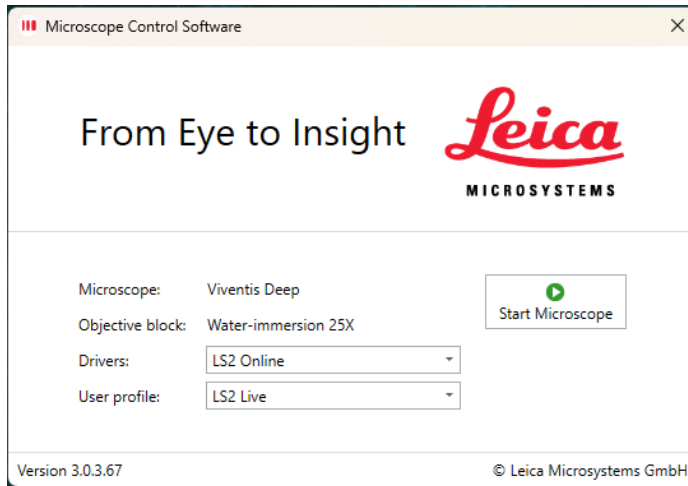 Microscope Control Software
From Eye to Insight
Leica
MICROSYSTEMS
Microscope: Viventis Deep
Objective block: Water-immersion 25X
Start Microscope
Drivers: LS2 Online
User profile: LS2 Live
Version 3.0.3.67 © Leica Microsystems GmbH